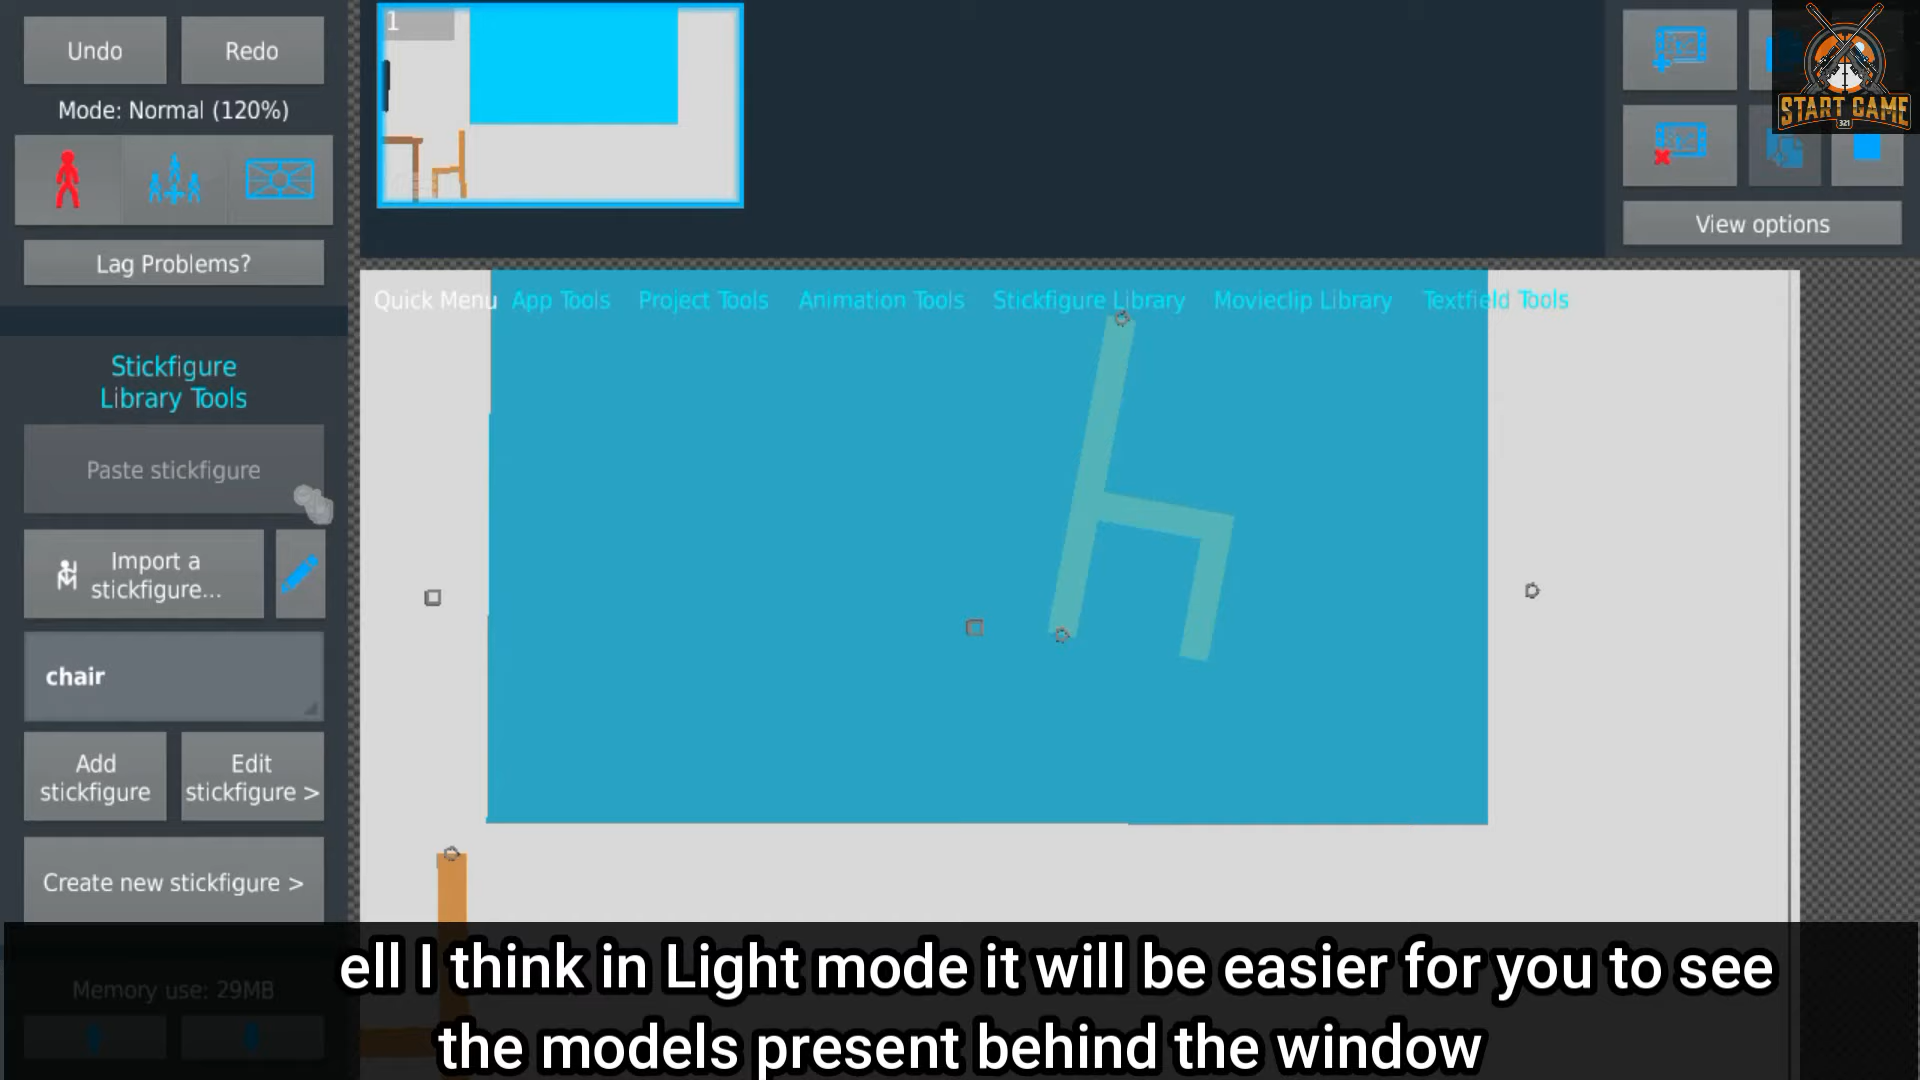 Undo
Redo
Mode: Normal (120%)
Lag Problems?
1
START GAME
321
View options
Quick Menu
App Tools
Project Tools
Animation Tools
Stickfigure Library
Movieclip Library
Textfield Tools
Stickfigure
Library Tools
Paste stickfigure
Import a
stickfigure...
chair
Add
stickfigure
Edit
stickfigure >
Create new stickfigure >
Memory use: 29MB
ell I think in Light mode it will be easier for you to see
the models present behind the window